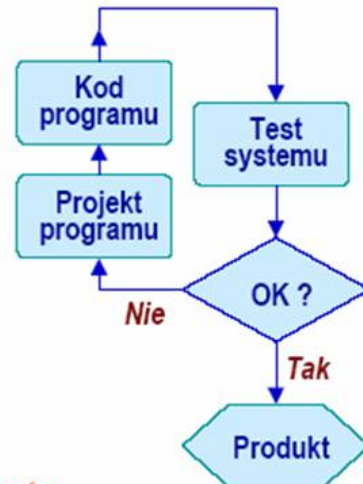 Kod
programu
Test
systemu
Projekt
programu
OK ?
Nie
Tak
Produkt